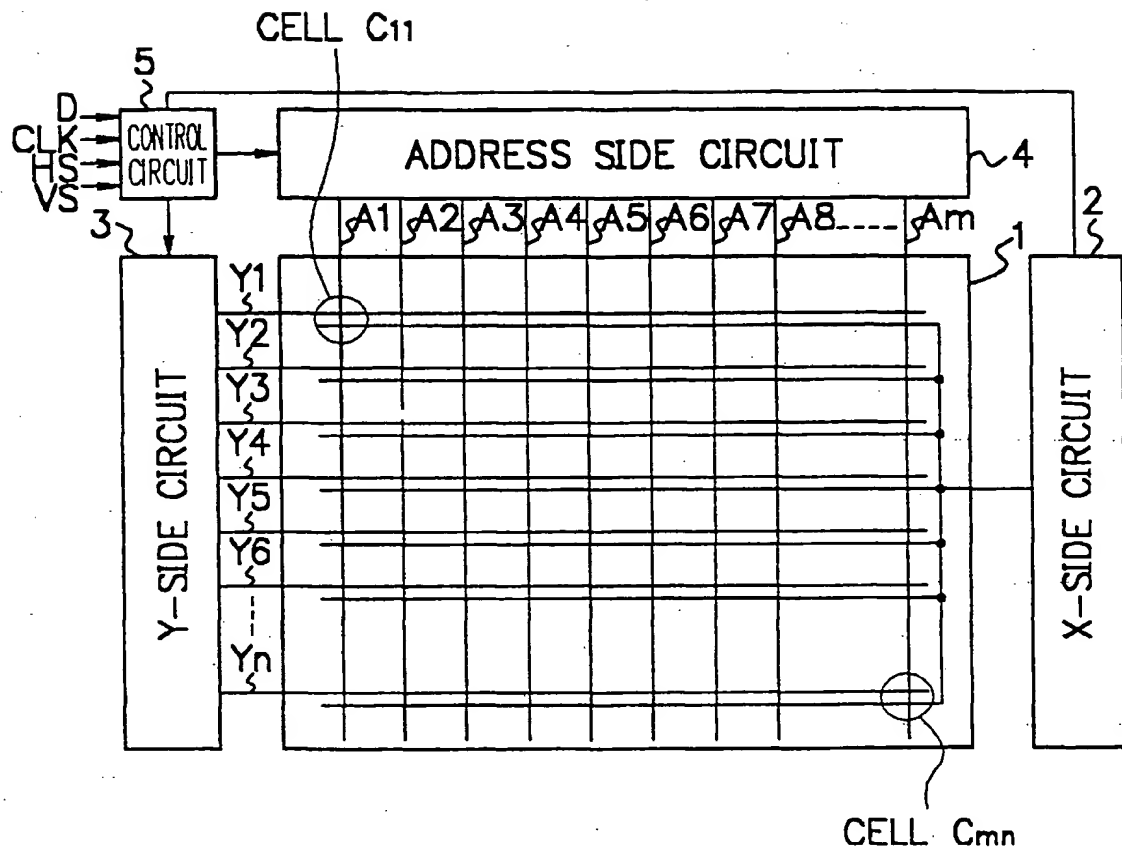 CELL C11
5
D
CLK
HS
VS
CONTROL
CIRCUIT
ADDRESS SIDE CIRCUIT
4
A1 A2 A3 A4 A5 A6 A7 A8 ---- Am
3
2
1
Y1
Y2
Y3
Y4
Y5
Y6
Yn
Y-SIDE CIRCUIT
X-SIDE CIRCUIT
CELL Cmn